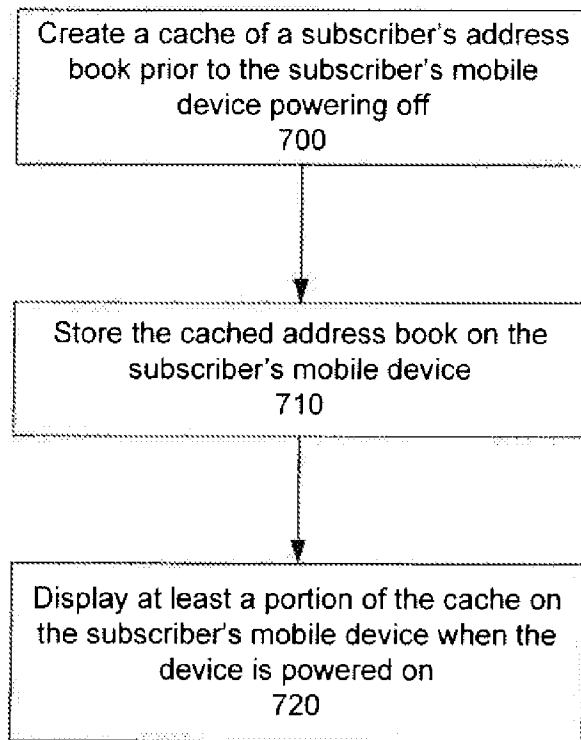 Create a cache of a subscriber's address
book prior to the subscriber's mobile
device powering off
700
Store the cached address book on the
subscriber's mobile device
710
Display at least a portion of the cache on
the subscriber's mobile device when the
device is powered on
720